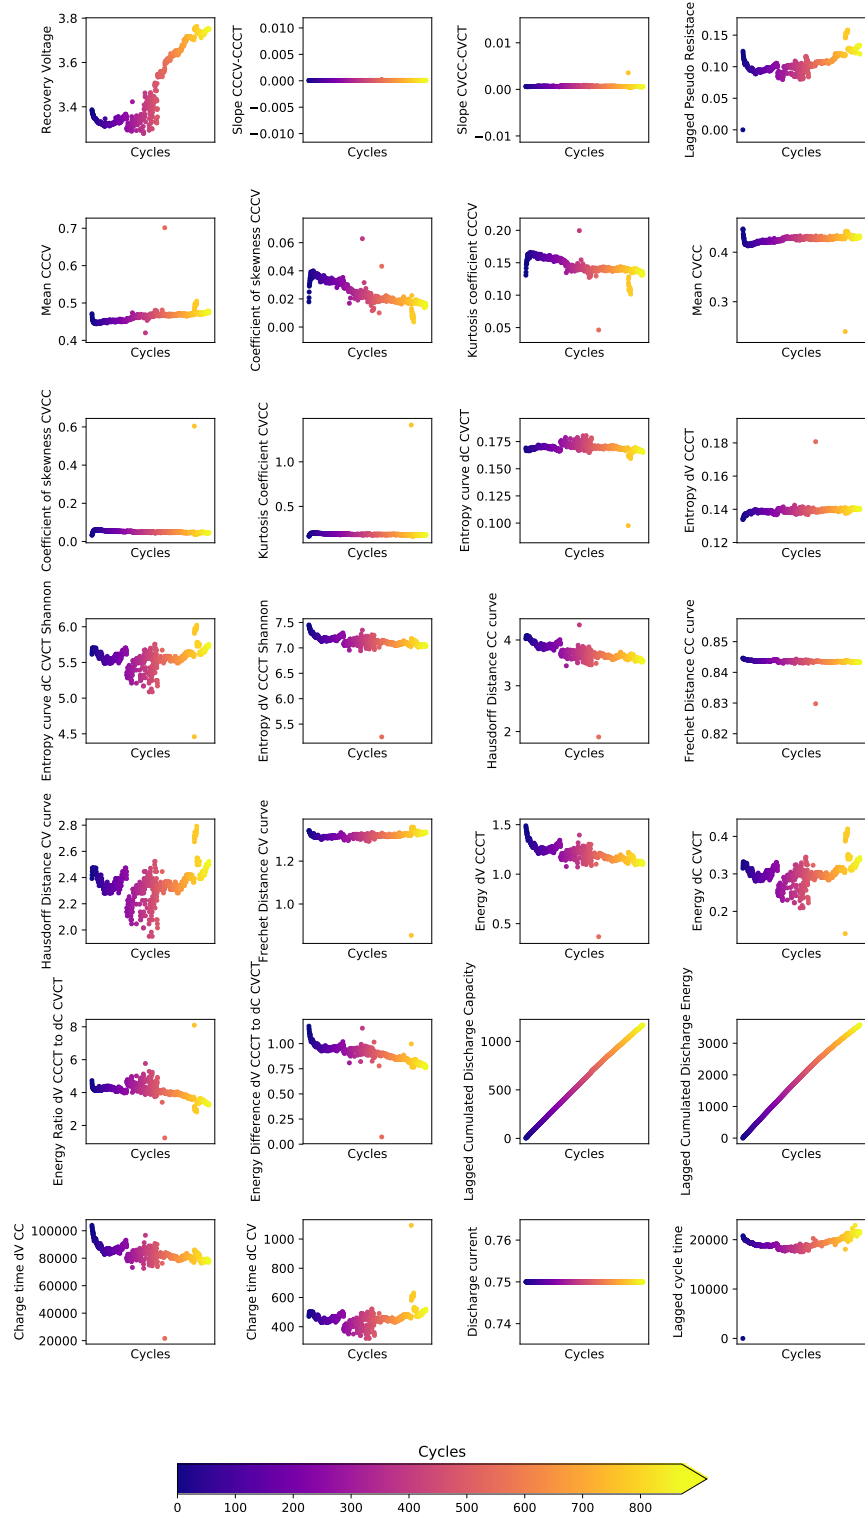 Recovery Voltage
3.8
3.4
Cycles
Slope CCCV-CCCT
0.010
0.005
0.000
−0.005
−0.010
Cycles
Slope CVCC-CVCT
0.01
0.00
−0.01
Cycles
Lagged Pseudo Resistace
0.15
0.10
0.05
0.00
Cycles
Mean CCCV
0.7
0.6
0.5
0.4
Cycles
Coefficient of skewness CCCV
0.06
0.04
0.02
0.00
Cycles
Kurtosis coefficient CCCV
0.20
0.15
0.10
0.05
Cycles
Mean CVCC
0.4
0.3
Cycles
Coefficient of skewness CVCC
0.6
0.4
0.2
0.0
Cycles
Kurtosis Coefficient CVCC
1.0
0.5
Cycles
Entropy curve dC CVCT
0.175
0.150
0.125
0.100
Cycles
Entropy dV CCCT
0.18
0.16
0.14
0.12
Cycles
Entropy curve dC CVCT Shannon
6.0
5.5
5.0
4.5
Cycles
Entropy dV CCCT Shannon
7.5
7.0
6.5
6.0
5.5
Cycles
Hausdorff Distance CC curve
4
3
2
Cycles
Frechet Distance CC curve
0.85
0.84
0.83
0.82
Cycles
Hausdorff Distance CV curve
2.8
2.6
2.4
2.2
2.0
Cycles
Frechet Distance CV curve
1.2
1.0
Cycles
Energy dV CCCT
1.5
1.0
0.5
Cycles
Energy dC CVCT
0.4
0.3
0.2
Cycles
Energy Ratio dV CCCT to dC CVCT
8
6
4
2
Cycles
Energy Difference dV CCCT to dC CVCT
1.00
0.75
0.50
0.25
0.00
Cycles
Lagged Cumulated Discharge Capacity
1000
500
0
Cycles
Lagged Cumulated Discharge Energy
3000
2000
1000
0
Cycles
Charge time dV CC
100000
80000
60000
40000
20000
Cycles
Charge time dC CV
1000
800
600
400
Cycles
Discharge current
0.76
0.75
0.74
Cycles
Lagged cycle time
20000
10000
0
Cycles
Cycles
0 100 200 300 400 500 600 700 800